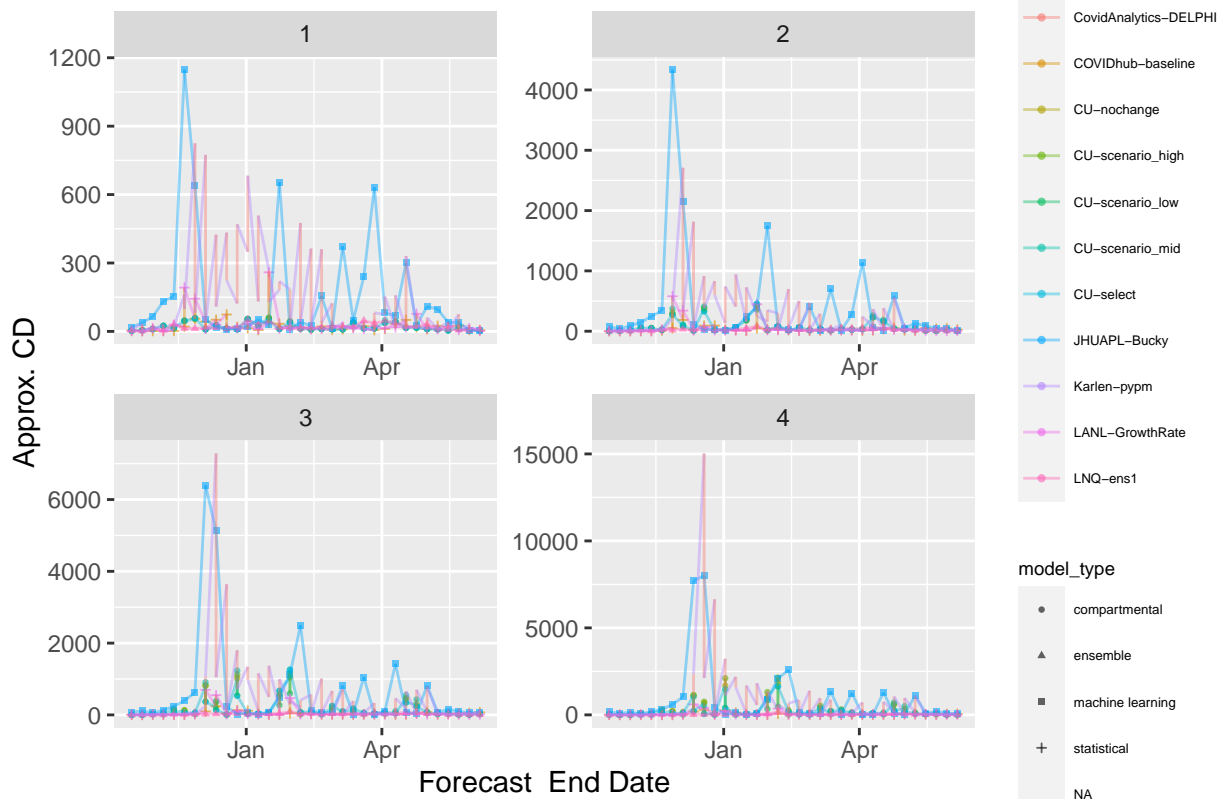 1
2
1200
900
600
300
0
4000
3000
2000
1000
0
Jan
Apr
Jan
Apr
3
4
6000
4000
2000
0
15000
10000
5000
0
Jan
Apr
Jan
Apr
Approx. CD
Forecast End Date
CovidAnalytics−DELPHI
COVIDhub−baseline
CU−nochange
CU−scenario_high
CU−scenario_low
CU−scenario_mid
CU−select
JHUAPL−Bucky
Karlen−pypm
LANL−GrowthRate
LNQ−ens1
model_type
compartmental
ensemble
machine learning
statistical
NA